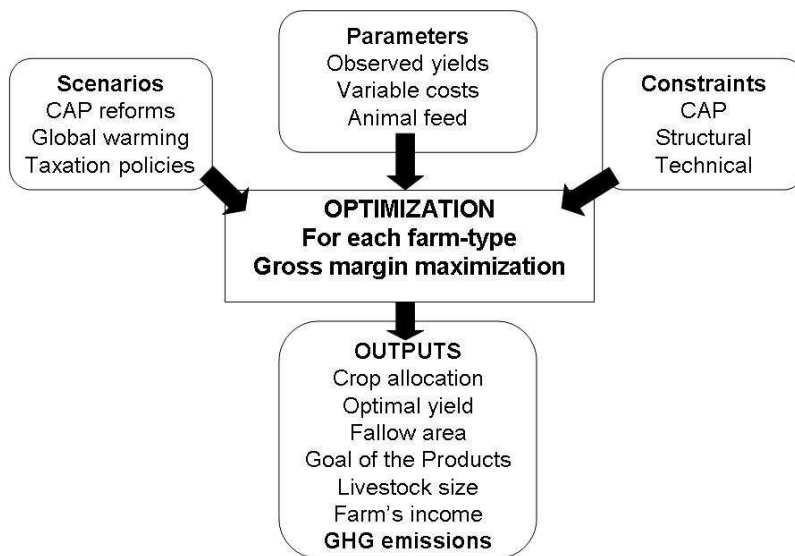 Parameters
Observed yields
Variable costs
Animal feed
Scenarios
CAP reforms
Global warming
Taxation policies
Constraints
CAP
Structural
Technical
OPTIMIZATION
For each farm-type
Gross margin maximization
OUTPUTS
Crop allocation
Optimal yield
Fallow area
Goal of the Products
Livestock size
Farm's income
GHG emissions